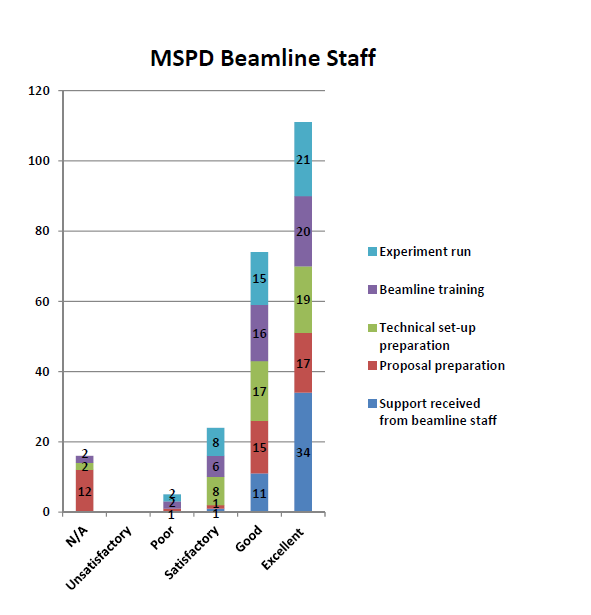 MSPD Beamline Staff
120
100
80
60
40
20
0
2
2
12
2
2
1
8
6
8
1
1
15
16
17
15
11
21
20
19
17
34
N/A
Unsatisfactory
Poor
Satisfactory
Good
Excellent
Experiment run
Beamline training
Technical set-up
preparation
Proposal preparation
Support received
from beamline staff